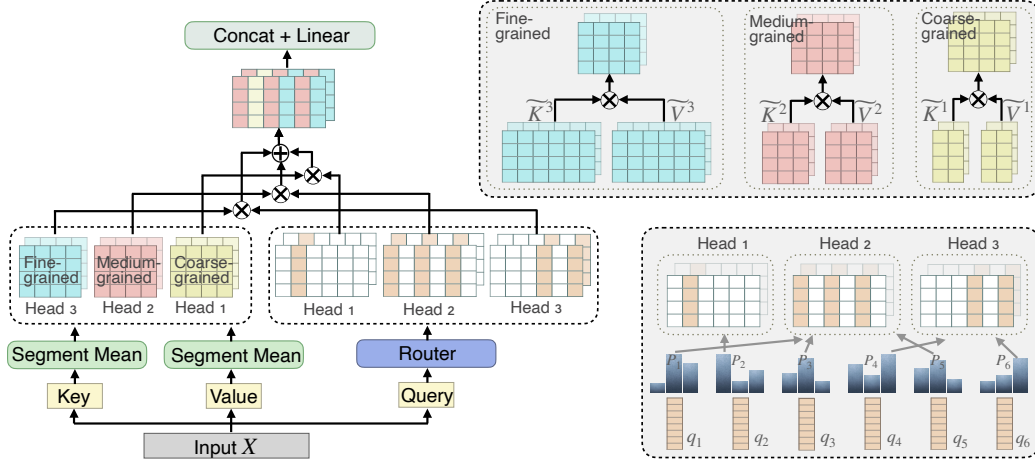 Concat + Linear
Fine-
grained
Medium-
grained
Coarse-
grained
Head 3
Head 2
Head 1
Head 1
Head 2
Head 3
Segment Mean
Segment Mean
Router
Key
Value
Query
Input X
Fine-
grained
K̃³
Ṽ³
Medium-
grained
K̃²
Ṽ²
Coarse-
grained
K̃¹
Ṽ¹
Head 1
Head 2
Head 3
P₁
P₂
P₃
P₄
P₅
P₆
q₁
q₂
q₃
q₄
q₅
q₆